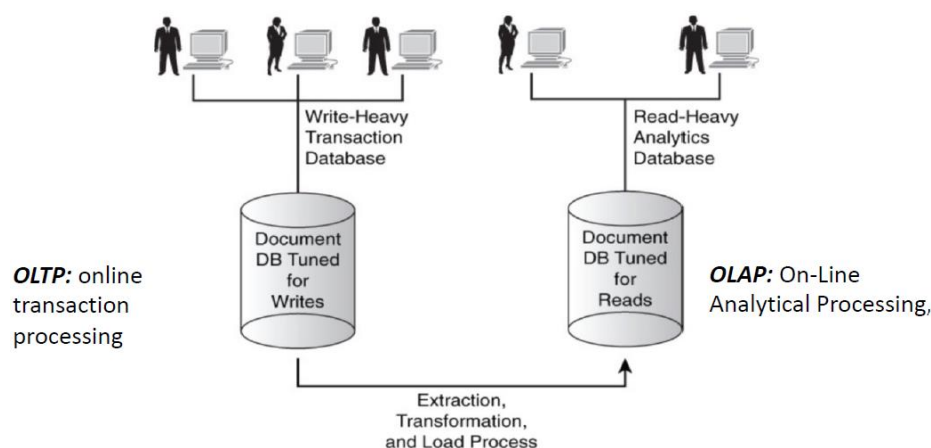 Write-Heavy
Transaction
Database
Read-Heavy
Analytics
Database
Document
DB Tuned
for
Writes
Document
DB Tuned
for
Reads
OLTP: online
transaction
processing
OLAP: On-Line
Analytical Processing,
Extraction,
Transformation,
and Load Process